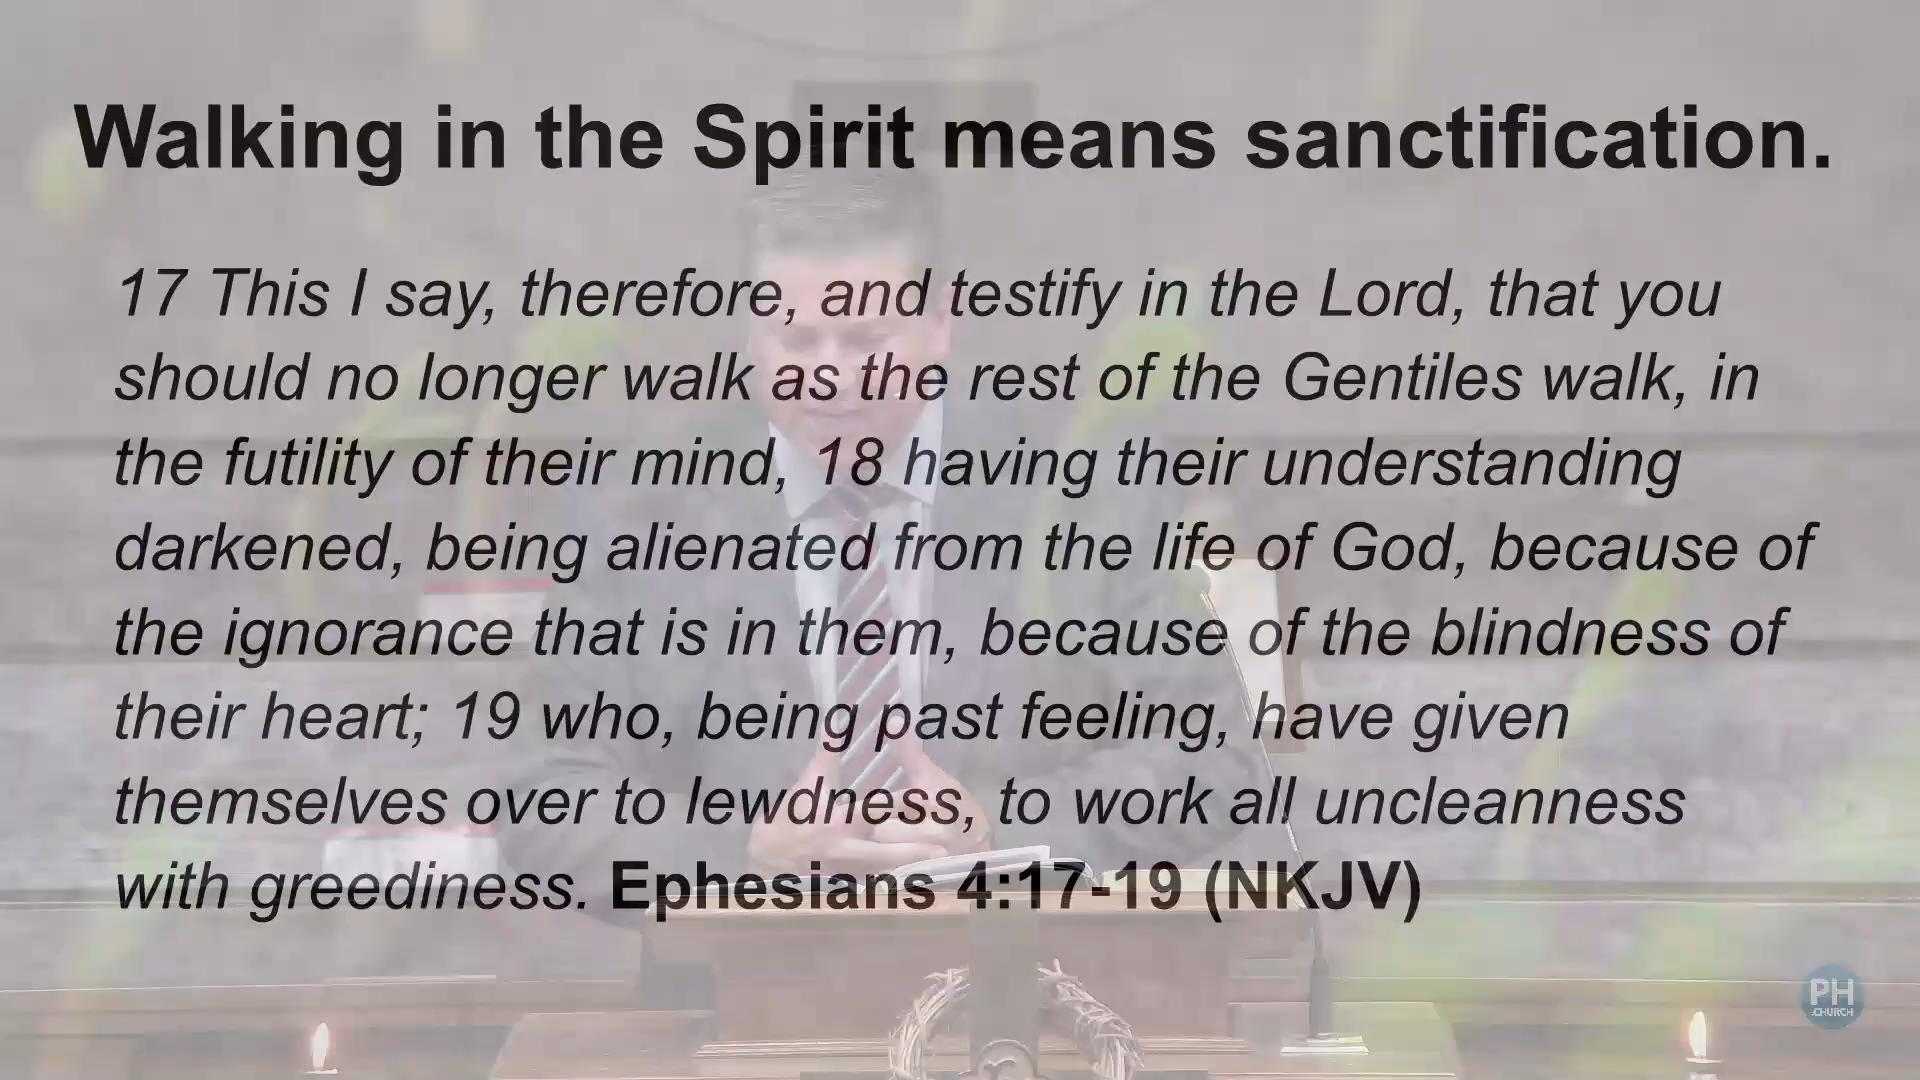 Walking in the Spirit means sanctification.
17 This I say, therefore, and testify in the Lord, that you
should no longer walk as the rest of the Gentiles walk, in
the futility of their mind, 18 having their understanding
darkened, being alienated from the life of God, because of
the ignorance that is in them, because of the blindness of
their heart; 19 who, being past feeling, have given
themselves over to lewdness, to work all uncleanness
with greediness. Ephesians 4:17-19 (NKJV)
PH
.CHURCH